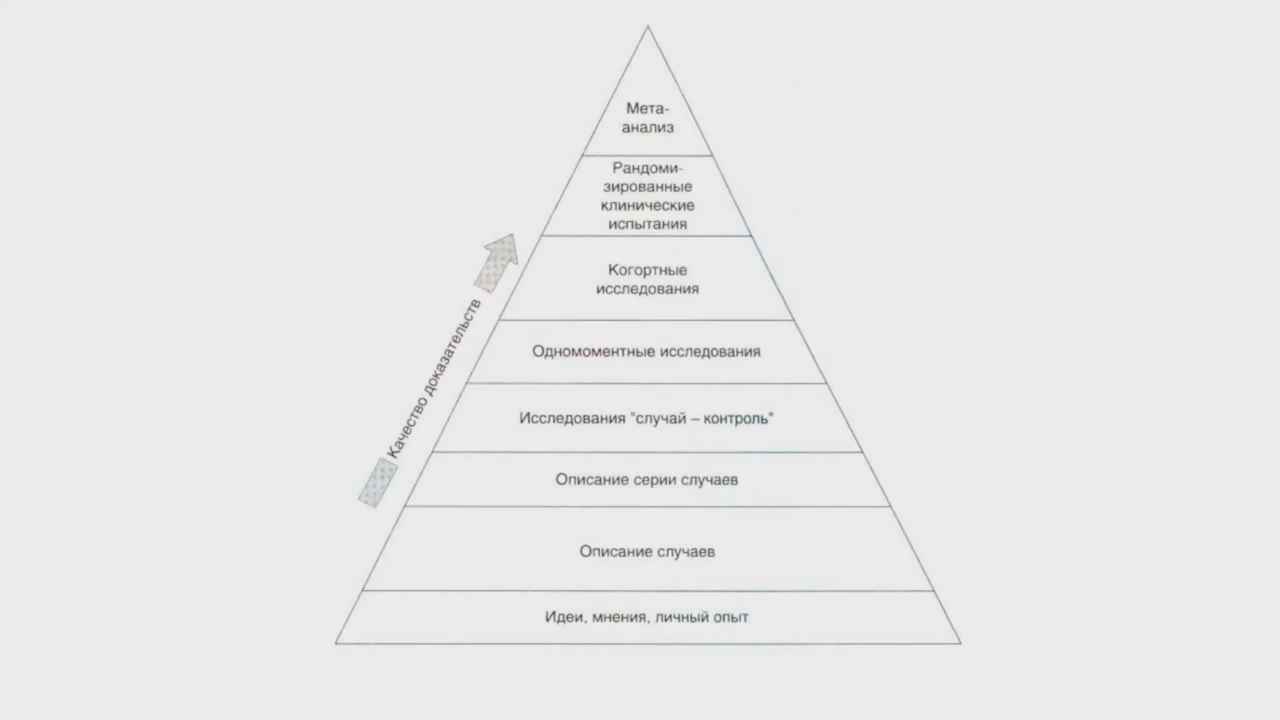 Мета-
анализ
Рандоми-
зированные
клинические
испытания
Когортные
исследования
Одномоментные исследования
Исследования "случай – контроль"
Описание серии случаев
Описание случаев
Идеи, мнения, личный опыт
Качество доказательств